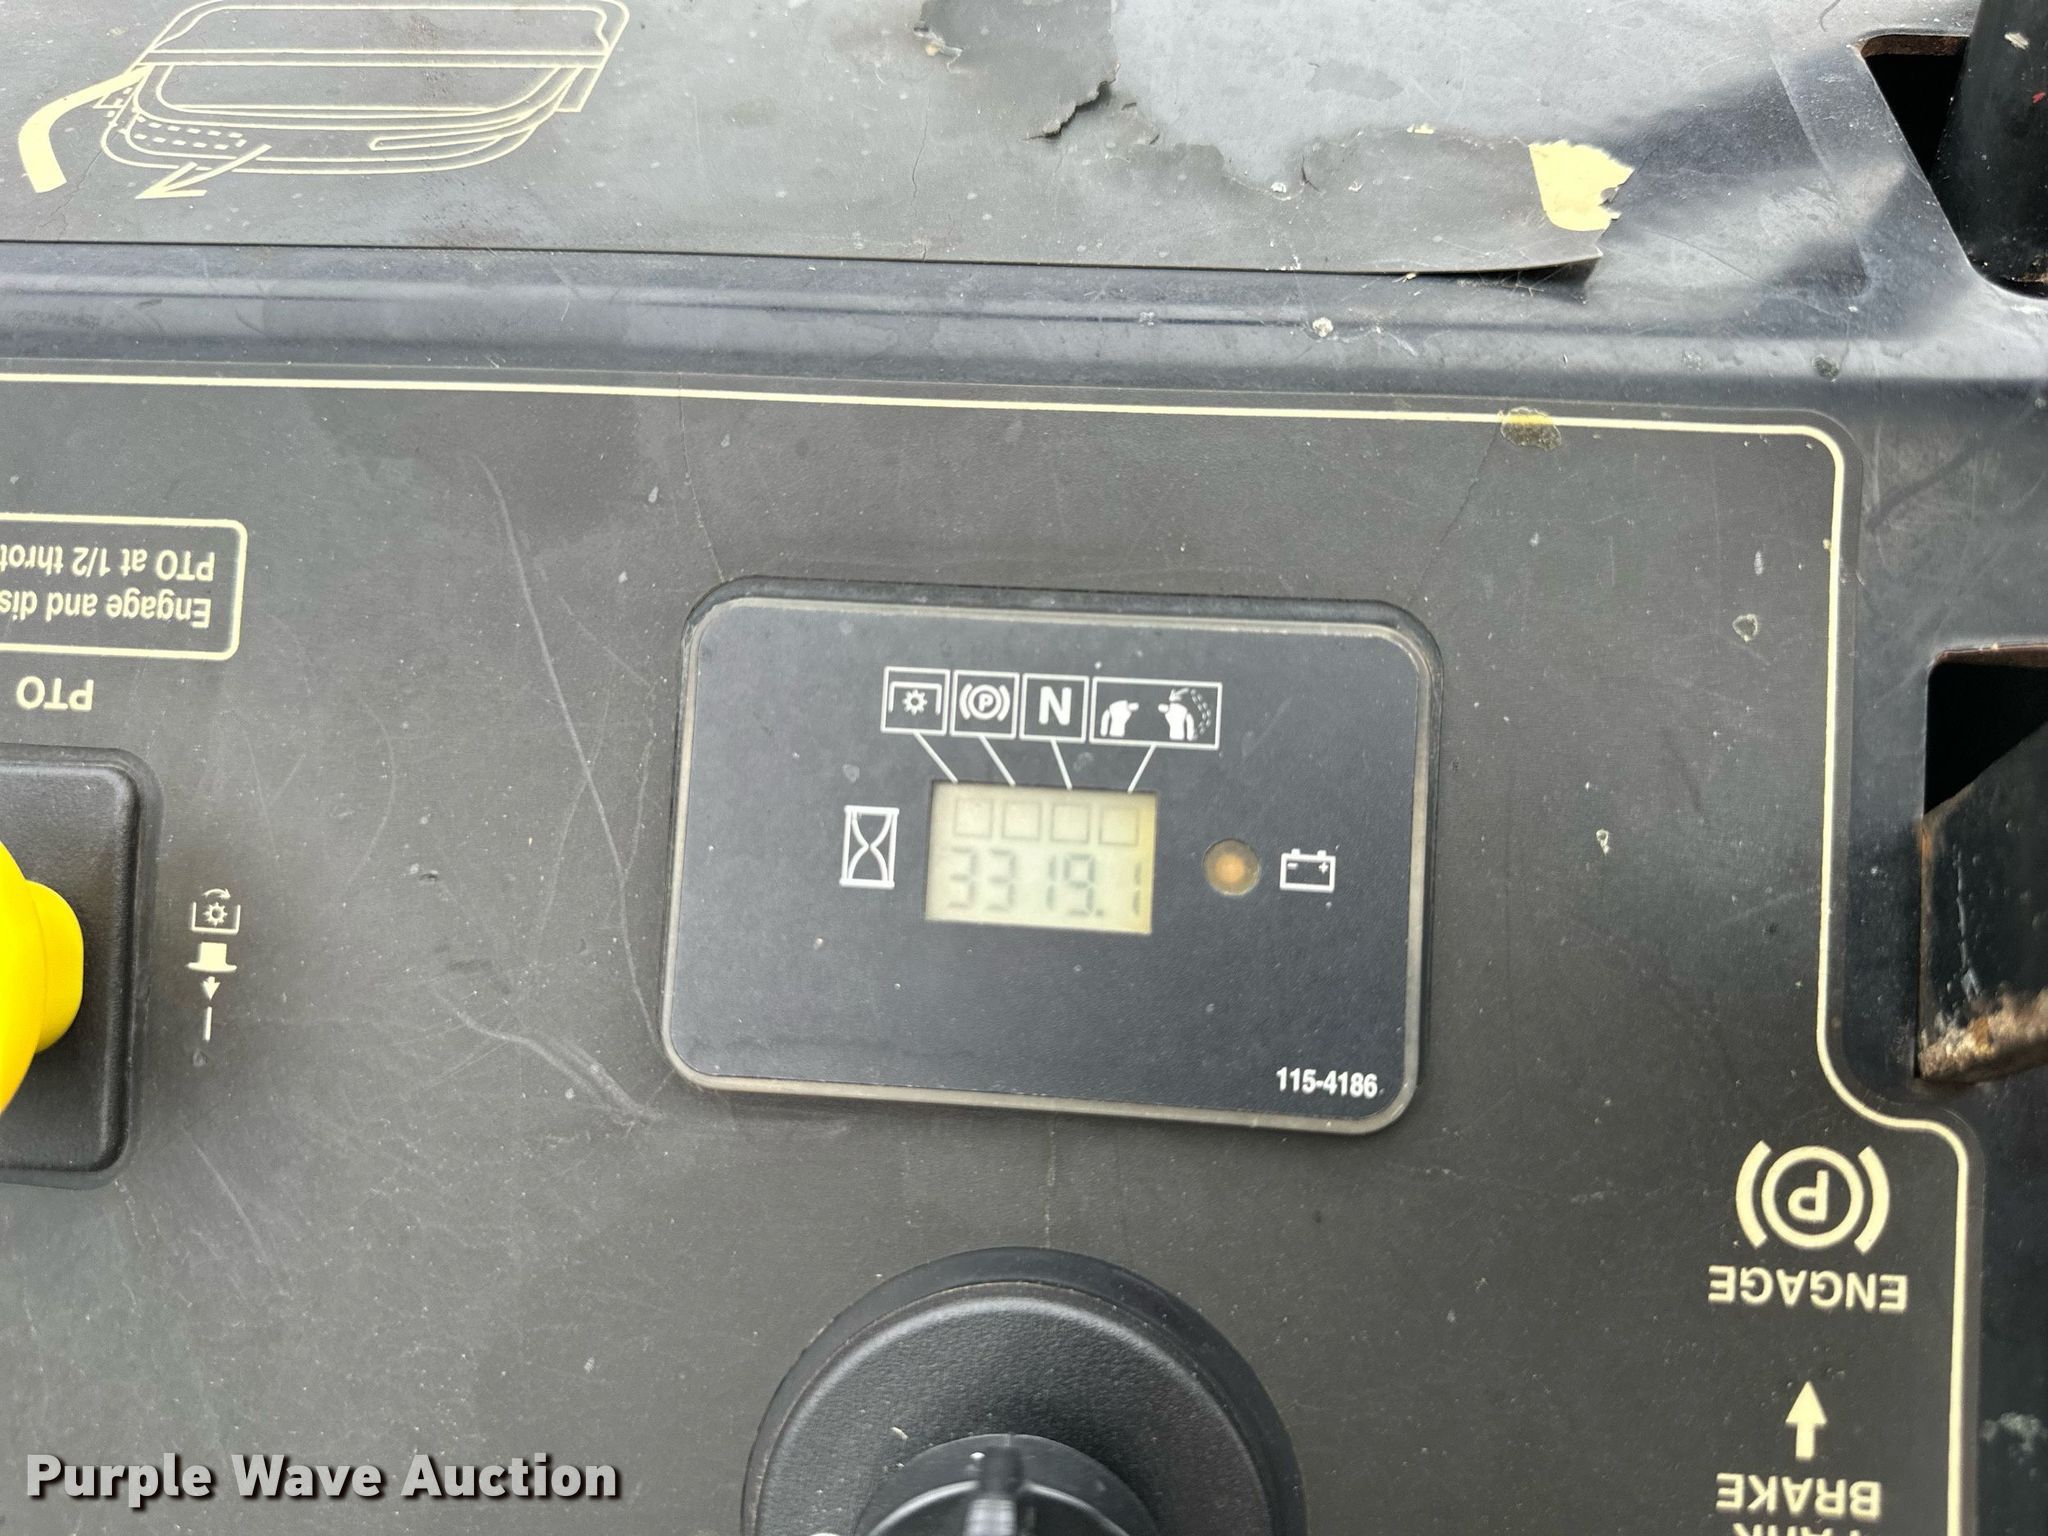 PTO at 1/2 throt
Engage and dis
PTO
P
N
3319.1
115-4186
P
ENGAGE
BRAKE
Purple Wave Auction